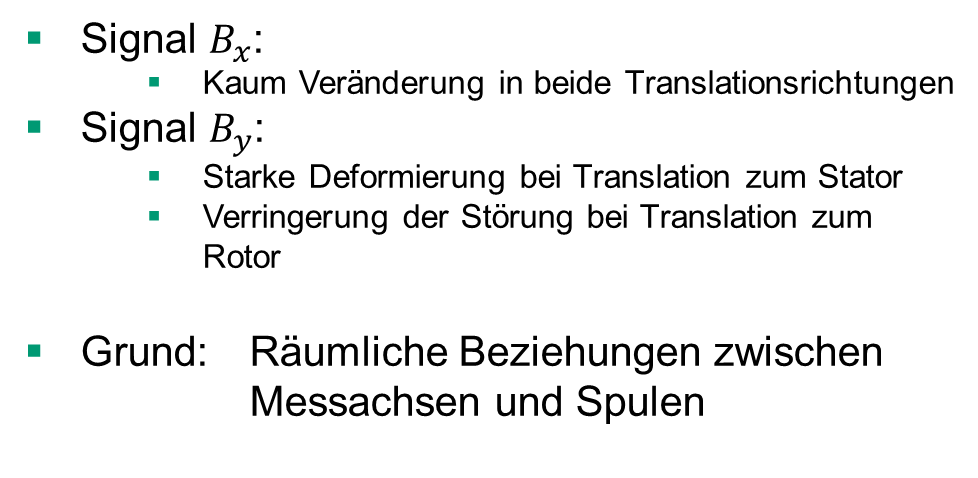 Signal Bx:
Kaum Veränderung in beide Translationsrichtungen
Signal By:
Starke Deformierung bei Translation zum Stator
Verringerung der Störung bei Translation zum
Rotor
Grund: Räumliche Beziehungen zwischen
Messachsen und Spulen